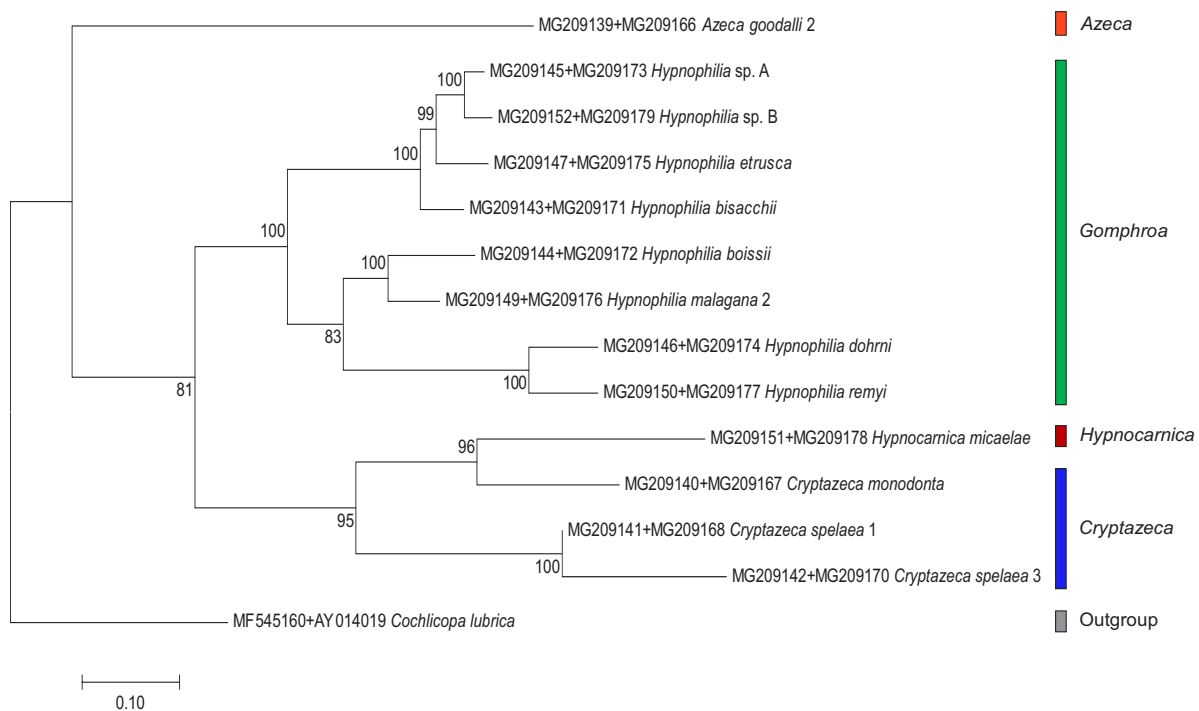 MG209139+MG209166 Azeca goodalli 2
Azeca
100
MG209145+MG209173 Hypnophilia sp. A
99
MG209152+MG209179 Hypnophilia sp. B
100
MG209147+MG209175 Hypnophilia etrusca
MG209143+MG209171 Hypnophilia bisacchii
100
Gomphroa
100
MG209144+MG209172 Hypnophilia boissii
MG209149+MG209176 Hypnophilia malagana 2
83
MG209146+MG209174 Hypnophilia dohrni
100
MG209150+MG209177 Hypnophilia remyi
81
96
MG209151+MG209178 Hypnocarnica micaelae
Hypnocarnica
MG209140+MG209167 Cryptazeca monodonta
95
MG209141+MG209168 Cryptazeca spelaea 1
Cryptazeca
100
MG209142+MG209170 Cryptazeca spelaea 3
MF545160+AY014019 Cochlicopa lubrica
Outgroup
0.10